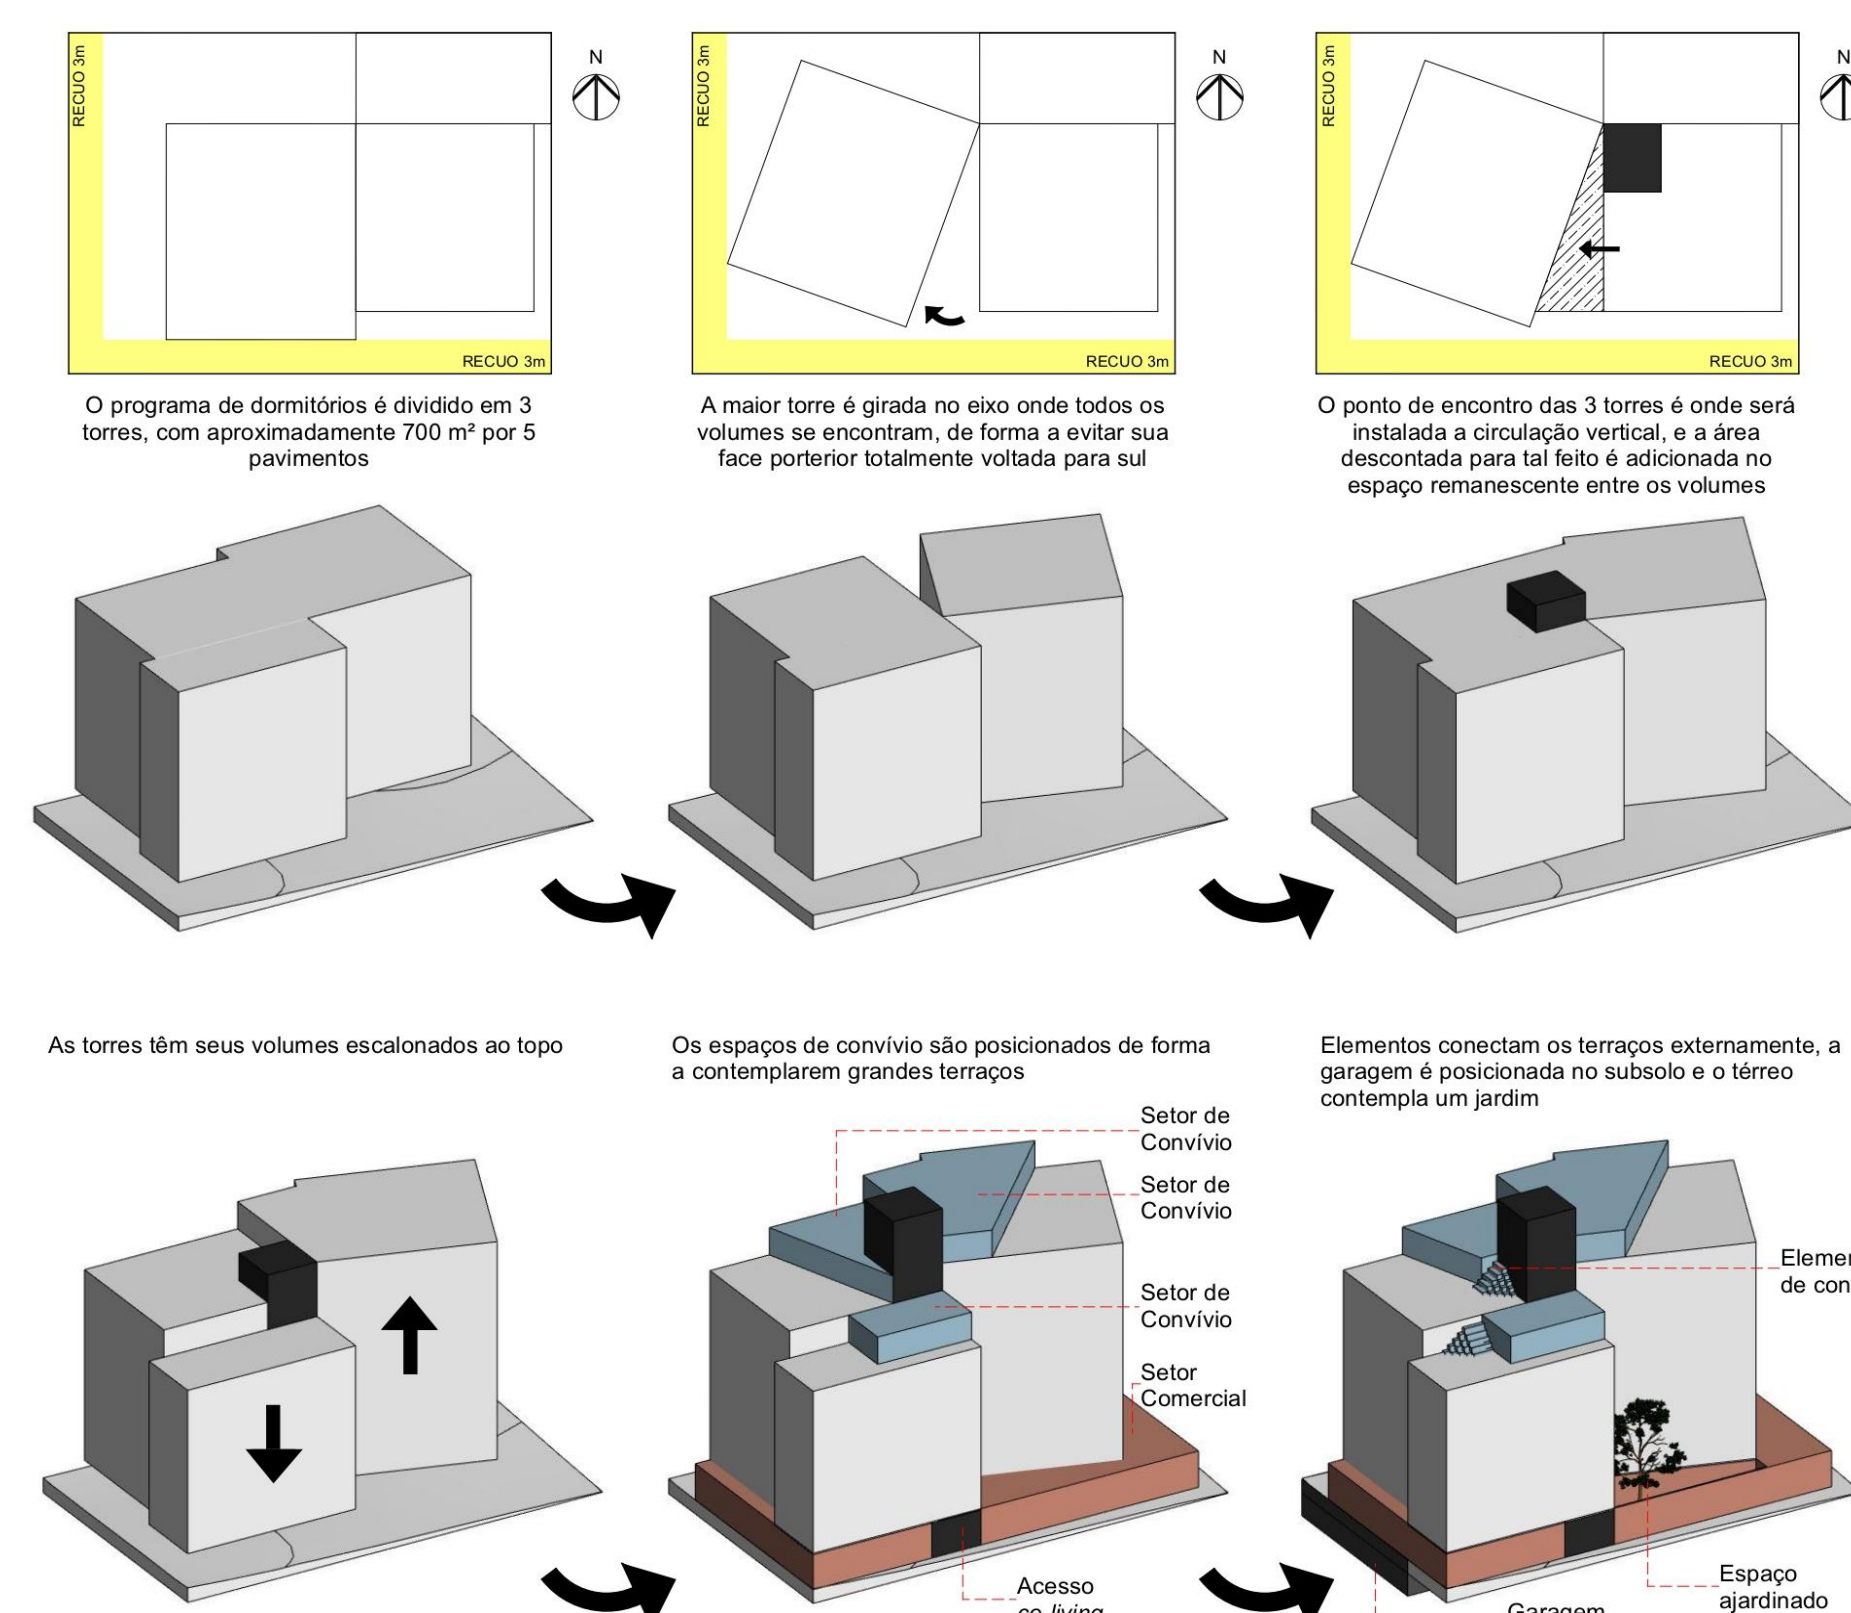 RECUO 3m
N
RECUO 3m
RECUO 3m
N
RECUO 3m
RECUO 3m
N
RECUO 3m
O programa de dormitórios é dividido em 3
torres, com aproximadamente 700 m² por 5
pavimentos
A maior torre é girada no eixo onde todos os
volumes se encontram, de forma a evitar sua
face porterior totalmente voltada para sul
O ponto de encontro das 3 torres é onde será
instalada a circulação vertical, e a área
descontada para tal feito é adicionada no
espaço remanescente entre os volumes
As torres têm seus volumes escalonados ao topo
Os espaços de convívio são posicionados de forma
a contemplarem grandes terraços
Setor de
Convívio
Setor de
Convívio
Setor de
Convívio
Setor
Comercial
Acesso
co-living
Elementos conectam os terraços externamente, a
garagem é posicionada no subsolo e o térreo
contempla um jardim
de
Espaço
ajardinado
Garagem